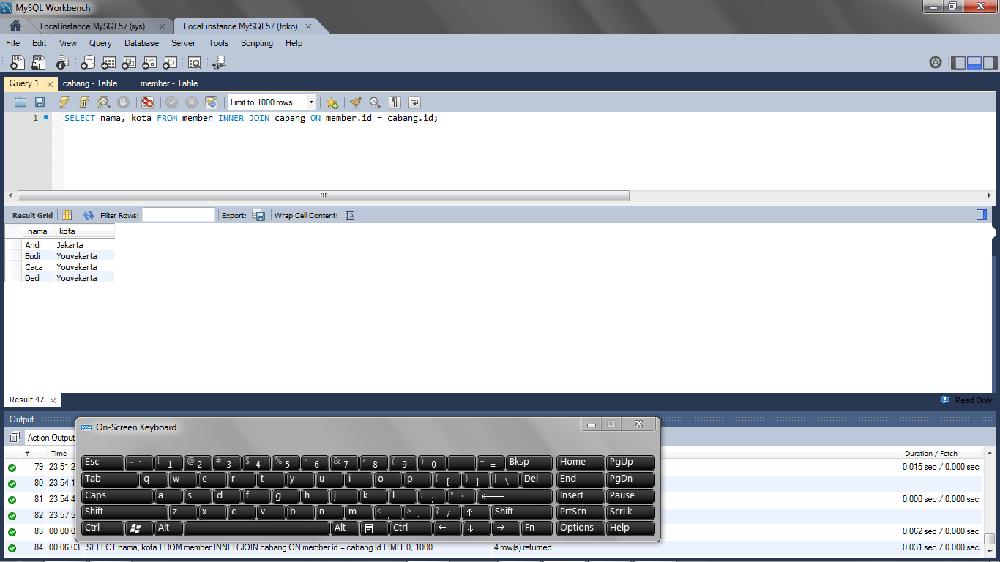 MySQL Workbench
Local instance MySQL57 (sys)
Local instance MySQL57 (toko)
File Edit View Query Database Server Tools Scripting Help
Query 1
cabang - Table
member - Table
Limit to 1000 rows
1 SELECT nama, kota FROM member INNER JOIN cabang ON member.id = cabang.id;
Result Grid Filter Rows: Export: Wrap Cell Content:
nama kota
Andi Jakarta
Budi Yogyakarta
Caca Yogyakarta
Dedi Yogyakarta
Result 47
Read Only
Output
Action Output
# Time Duration / Fetch
79 23:51:2 0.015 sec / 0.000 sec
80 23:54:1
81 23:54:4 0.000 sec / 0.000 sec
82 23:57:5
83 00:00:0 0.062 sec / 0.000 sec
84 00:06:03 SELECT nama, kota FROM member INNER JOIN cabang ON member.id = cabang.id LIMIT 0, 1000 4 row(s) returned 0.031 sec / 0.000 sec
On-Screen Keyboard
Esc ~ ` ! 1 @ 2 # 3 $ 4 % 5 ^ 6 & 7 * 8 ( 9 ) 0 _ - + = Bksp Home PgUp
Tab q w e r t y u i o p { [ } ] | \ Del End PgDn
Caps a s d f g h j k l : ; " ' Insert Pause
Shift z x c v b n m < , > . ? / ↑ Shift PrtScn ScrLk
Ctrl Alt Alt Ctrl ← ↓ → Fn Options Help